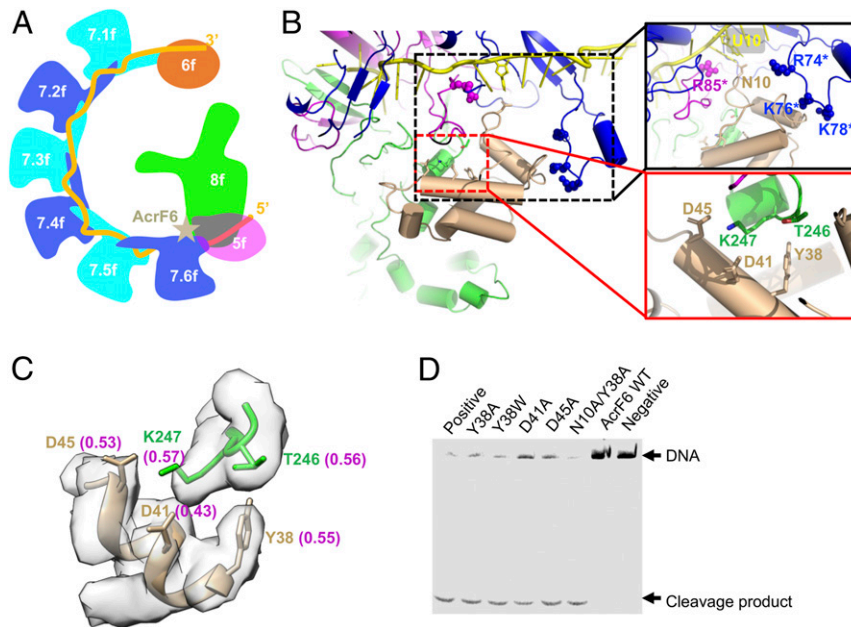 A
7.1f
3'
6f
7.2f
7.3f
8f
7.4f
AcrF6
5'
5f
7.5f
7.6f
B
U10
R74*
N10
R85*
K76*
K78*
D45
T246
K247
D41
Y38
C
D45 (0.53)
K247
(0.57)
T246 (0.56)
D41 (0.43)
Y38 (0.55)
D
Positive
Y38A
Y38W
D41A
D45A
N10A/Y38A
AcrF6 WT
Negative
DNA
Cleavage product